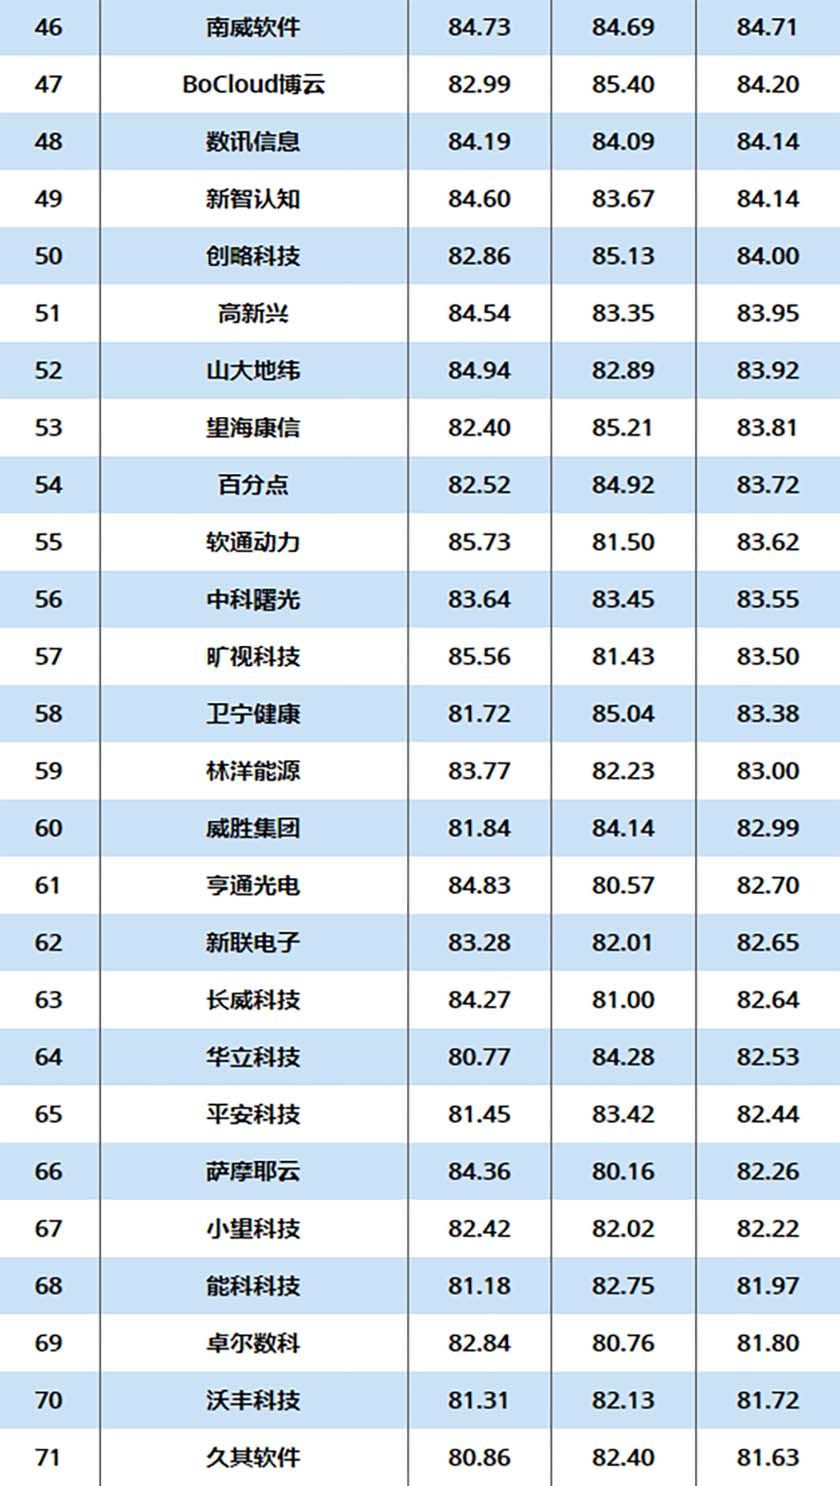 46 南威软件 84.73 84.69 84.71
47 BoCloud博云 82.99 85.40 84.20
48 数讯信息 84.19 84.09 84.14
49 新智认知 84.60 83.67 84.14
50 创略科技 82.86 85.13 84.00
51 高新兴 84.54 83.35 83.95
52 山大地纬 84.94 82.89 83.92
53 望海康信 82.40 85.21 83.81
54 百分点 82.52 84.92 83.72
55 软通动力 85.73 81.50 83.62
56 中科曙光 83.64 83.45 83.55
57 旷视科技 85.56 81.43 83.50
58 卫宁健康 81.72 85.04 83.38
59 林洋能源 83.77 82.23 83.00
60 威胜集团 81.84 84.14 82.99
61 亨通光电 84.83 80.57 82.70
62 新联电子 83.28 82.01 82.65
63 长威科技 84.27 81.00 82.64
64 华立科技 80.77 84.28 82.53
65 平安科技 81.45 83.42 82.44
66 萨摩耶云 84.36 80.16 82.26
67 小望科技 82.42 82.02 82.22
68 能科科技 81.18 82.75 81.97
69 卓尔数科 82.84 80.76 81.80
70 沃丰科技 81.31 82.13 81.72
71 久其软件 80.86 82.40 81.63